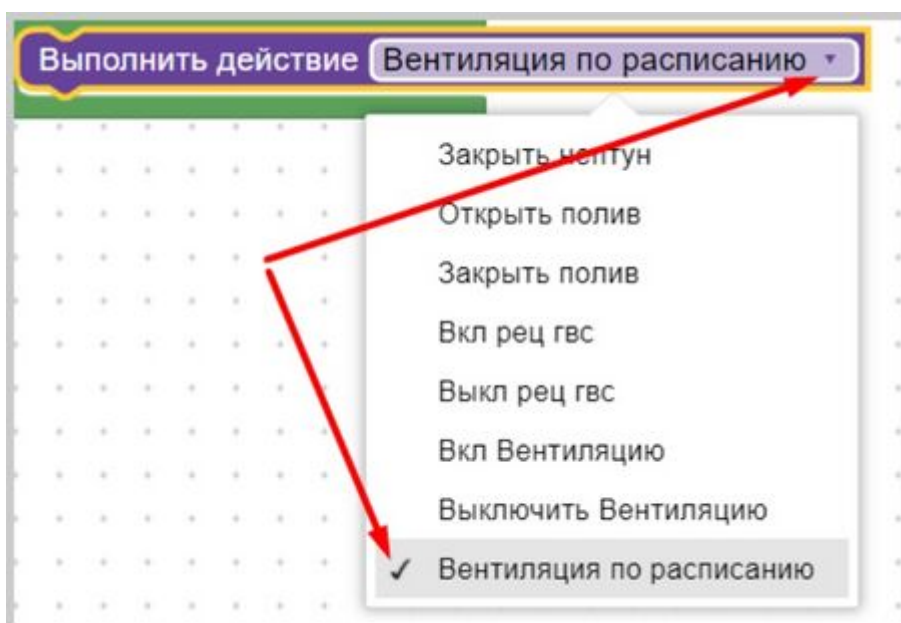 Выполнить действие Вентиляция по расписанию
Закрыть нептун
Открыть полив
Закрыть полив
Вкл рец гвс
Выкл рец гвс
Вкл Вентиляцию
Выключить Вентиляцию
✓ Вентиляция по расписанию